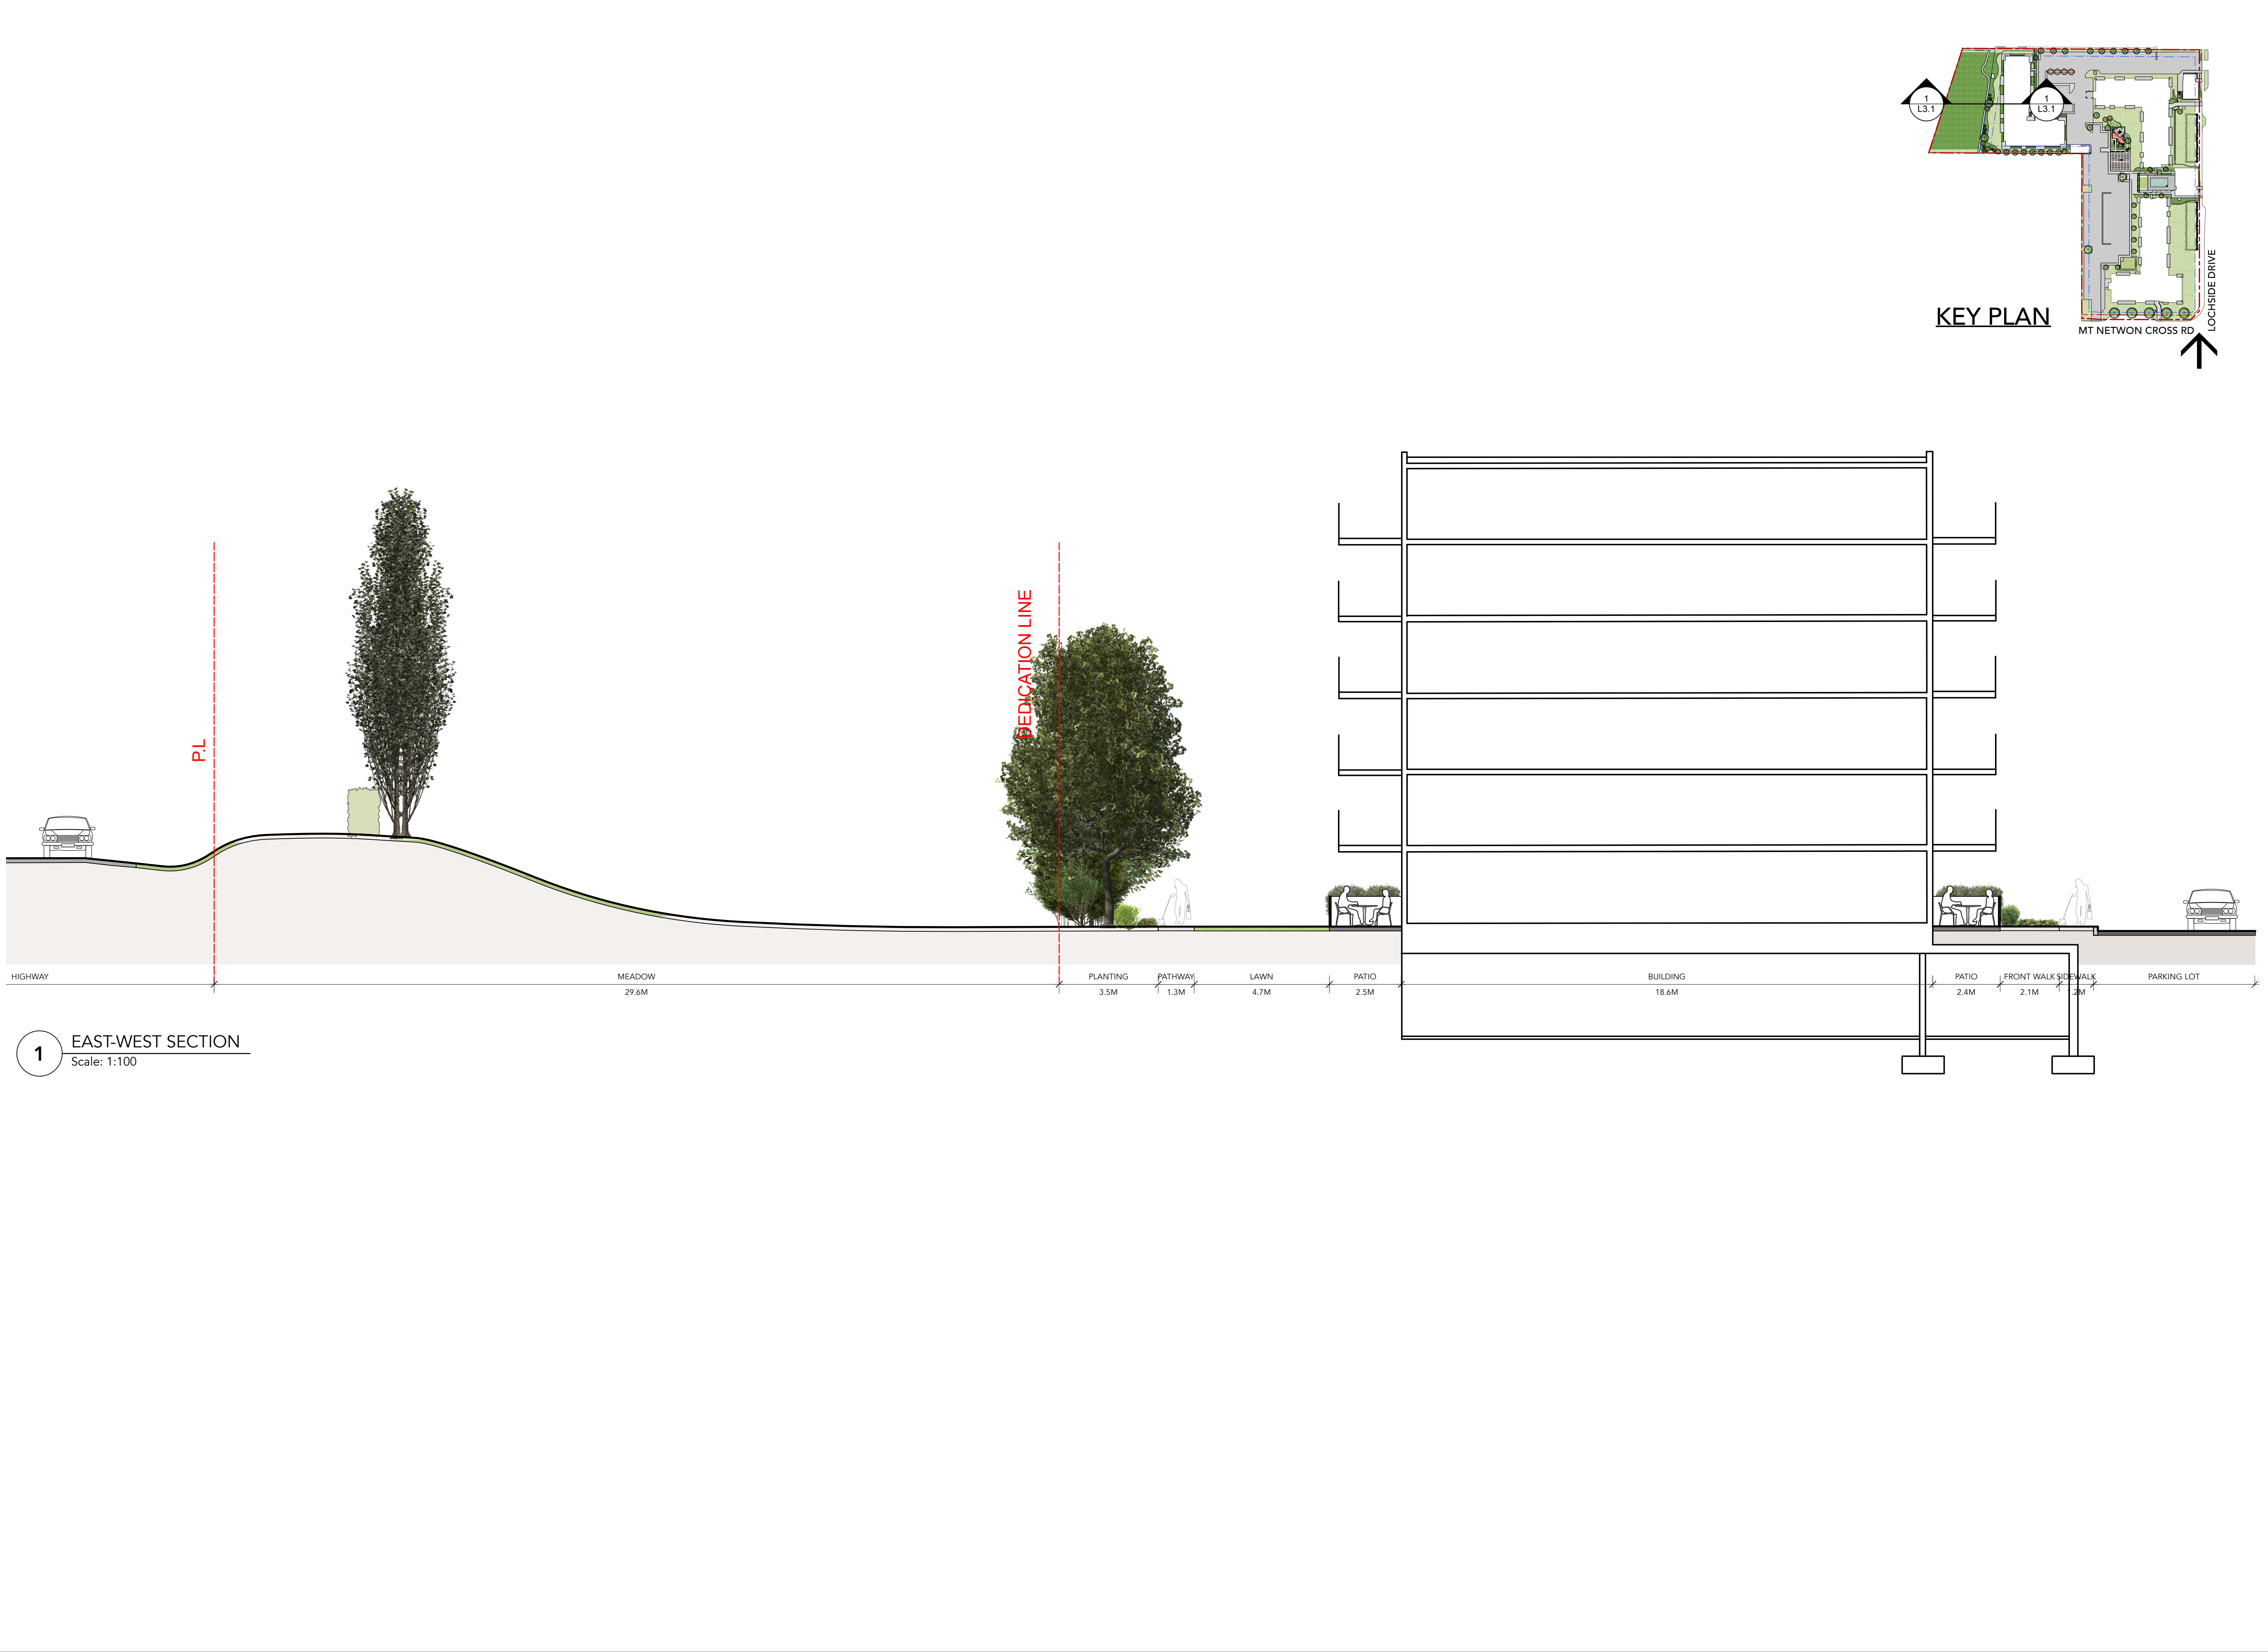 1
L3.1
1
L3.1
LOCHSIDE DRIVE
KEY PLAN
MT NETWON CROSS RD
DEDICATION LINE
P.L
HIGHWAY
MEADOW
PLANTING
PATHWAY
LAWN
PATIO
BUILDING
PATIO
FRONT WALK
SIDEWALK
PARKING LOT
29.6M
3.5M
1.3M
4.7M
2.5M
18.6M
2.4M
2.1M
.2M
1
EAST-WEST SECTION
Scale: 1:100